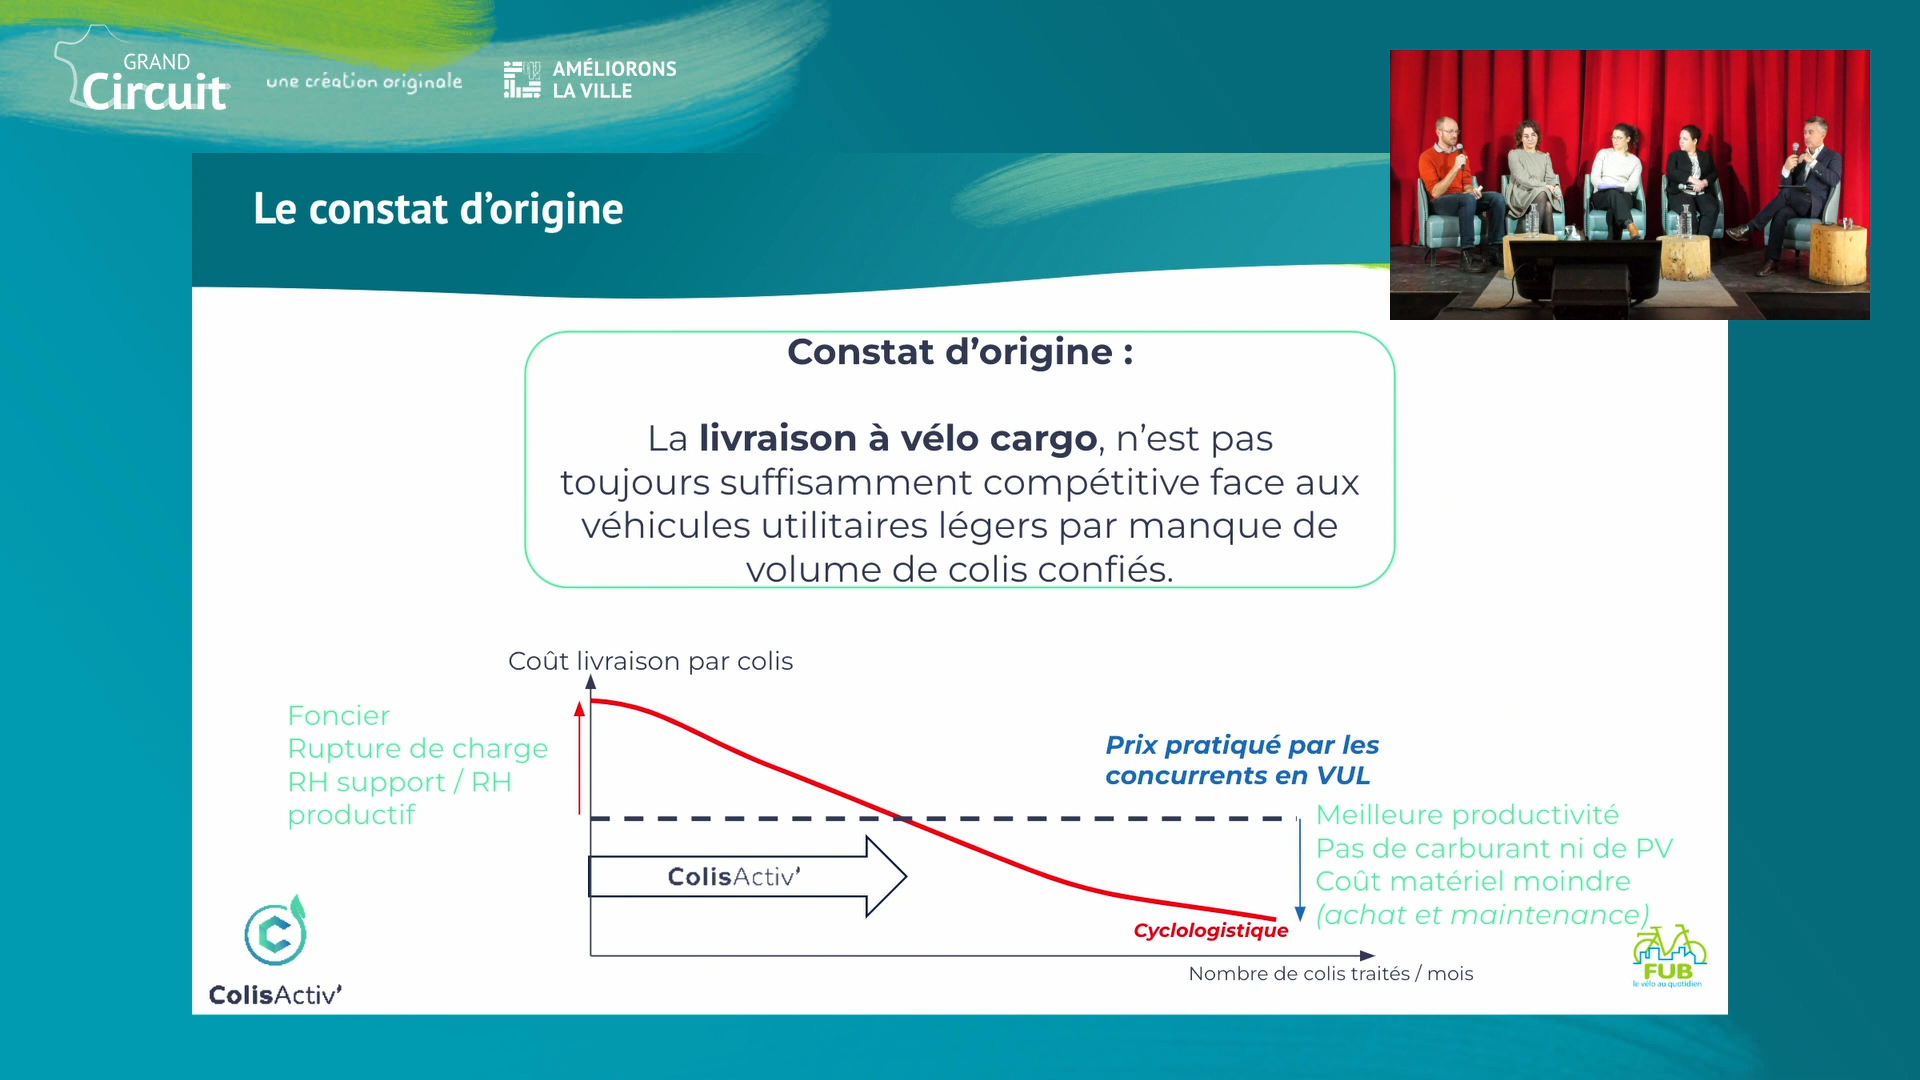 GRAND
Circuit
une création originale
AMÉLIORONS
LA VILLE
Le constat d’origine
Constat d’origine :
La livraison à vélo cargo, n’est pas
toujours suffisamment compétitive face aux
véhicules utilitaires légers par manque de
volume de colis confiés.
Coût livraison par colis
Foncier
Rupture de charge
RH support / RH
productif
Prix pratiqué par les
concurrents en VUL
Meilleure productivité
Pas de carburant ni de PV
Coût matériel moindre
(achat et maintenance)
ColisActiv’
Cyclologistique
Nombre de colis traités / mois
ColisActiv’
FUB
le vélo au quotidien